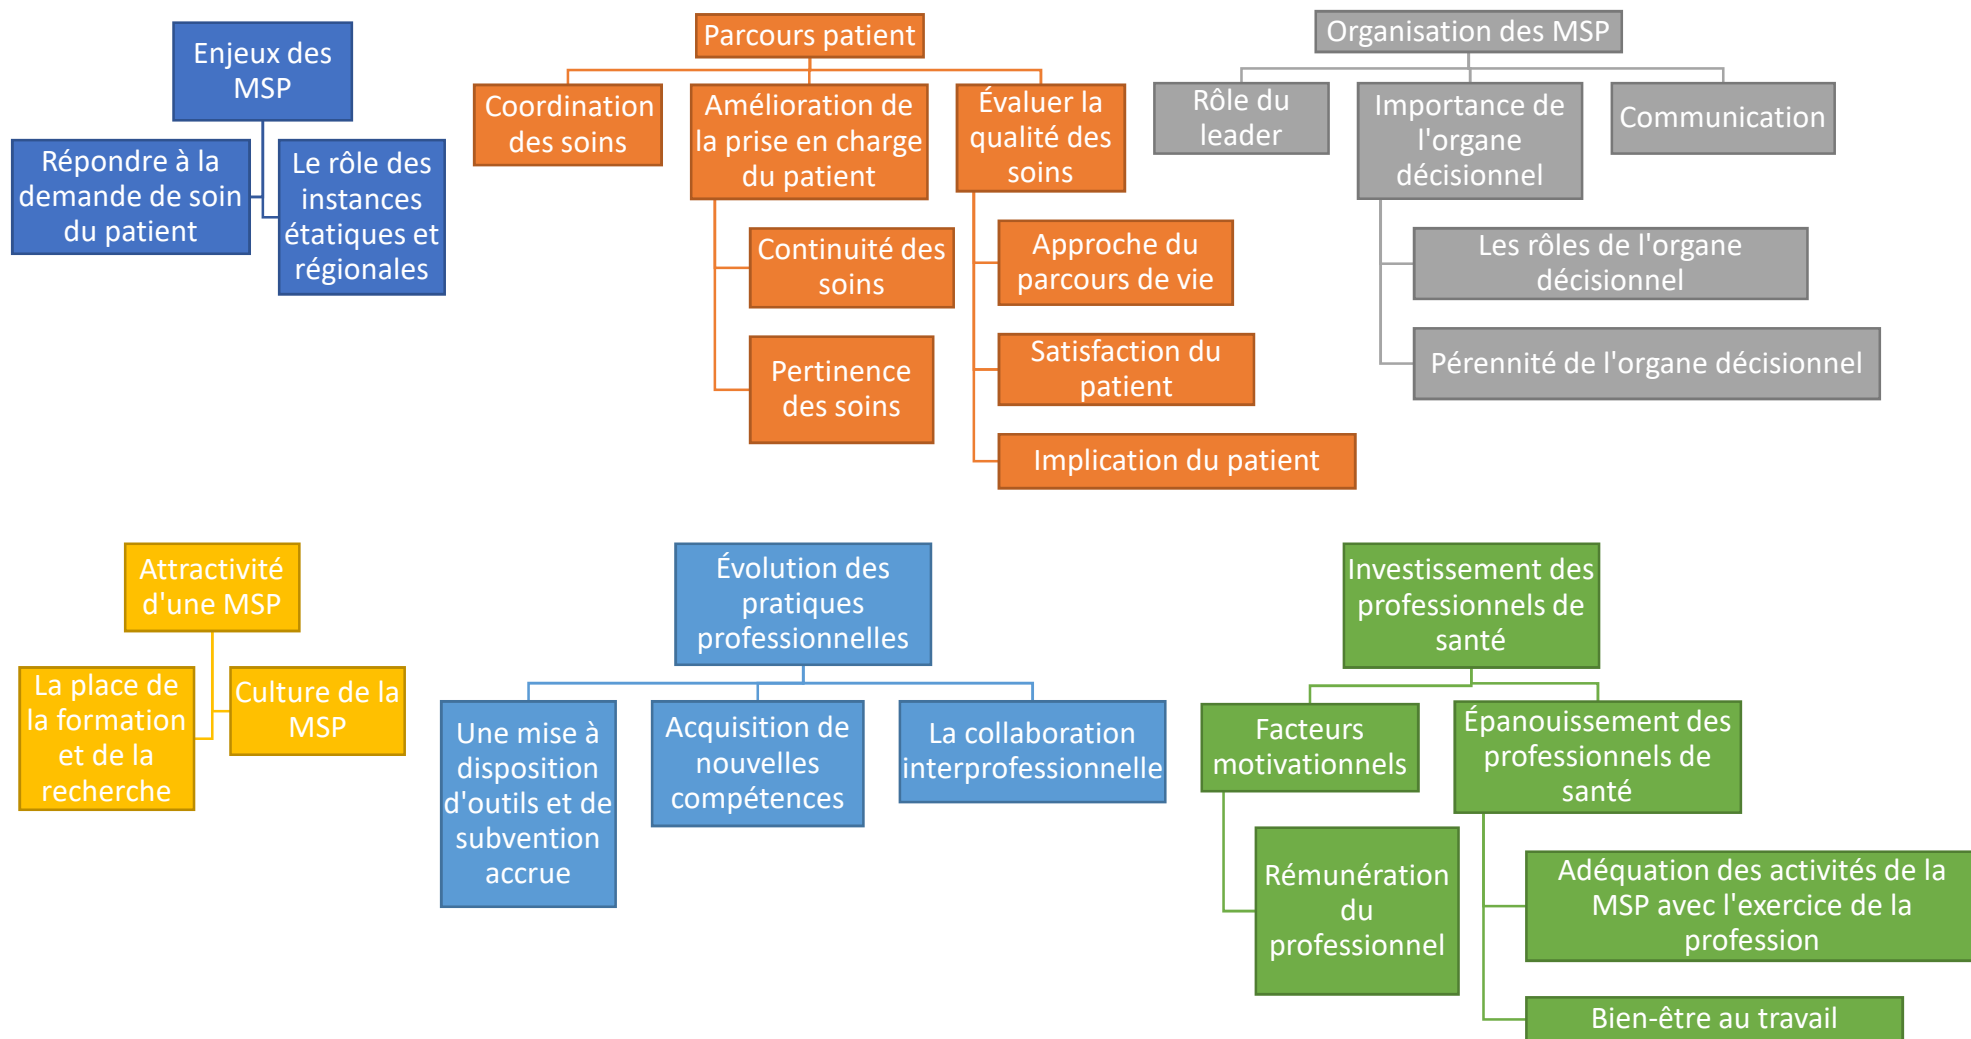 Enjeux des
MSP
Répondre à la
demande de soin
du patient
Le rôle des
instances
étatiques et
régionales
Parcours patient
Coordination
des soins
Amélioration de
la prise en charge
du patient
Continuité des
soins
Pertinence
des soins
Évaluer la
qualité des
soins
Approche du
parcours de vie
Satisfaction du
patient
Implication du patient
Organisation des MSP
Rôle du
leader
Importance de
l'organe
décisionnel
Les rôles de l'organe
décisionnel
Pérennité de l'organe décisionnel
Communication
Attractivité
d'une MSP
La place de
la formation
et de la
recherche
Culture de la
MSP
Évolution des
pratiques
professionnelles
Une mise à
disposition
d'outils et de
subvention
accrue
Acquisition de
nouvelles
compétences
La collaboration
interprofessionnelle
Investissement des
professionnels de
santé
Facteurs
motivationnels
Rémunération
du
professionnel
Épanouissement des
professionnels de
santé
Adéquation des activités de la
MSP avec l'exercice de la
profession
Bien-être au travail